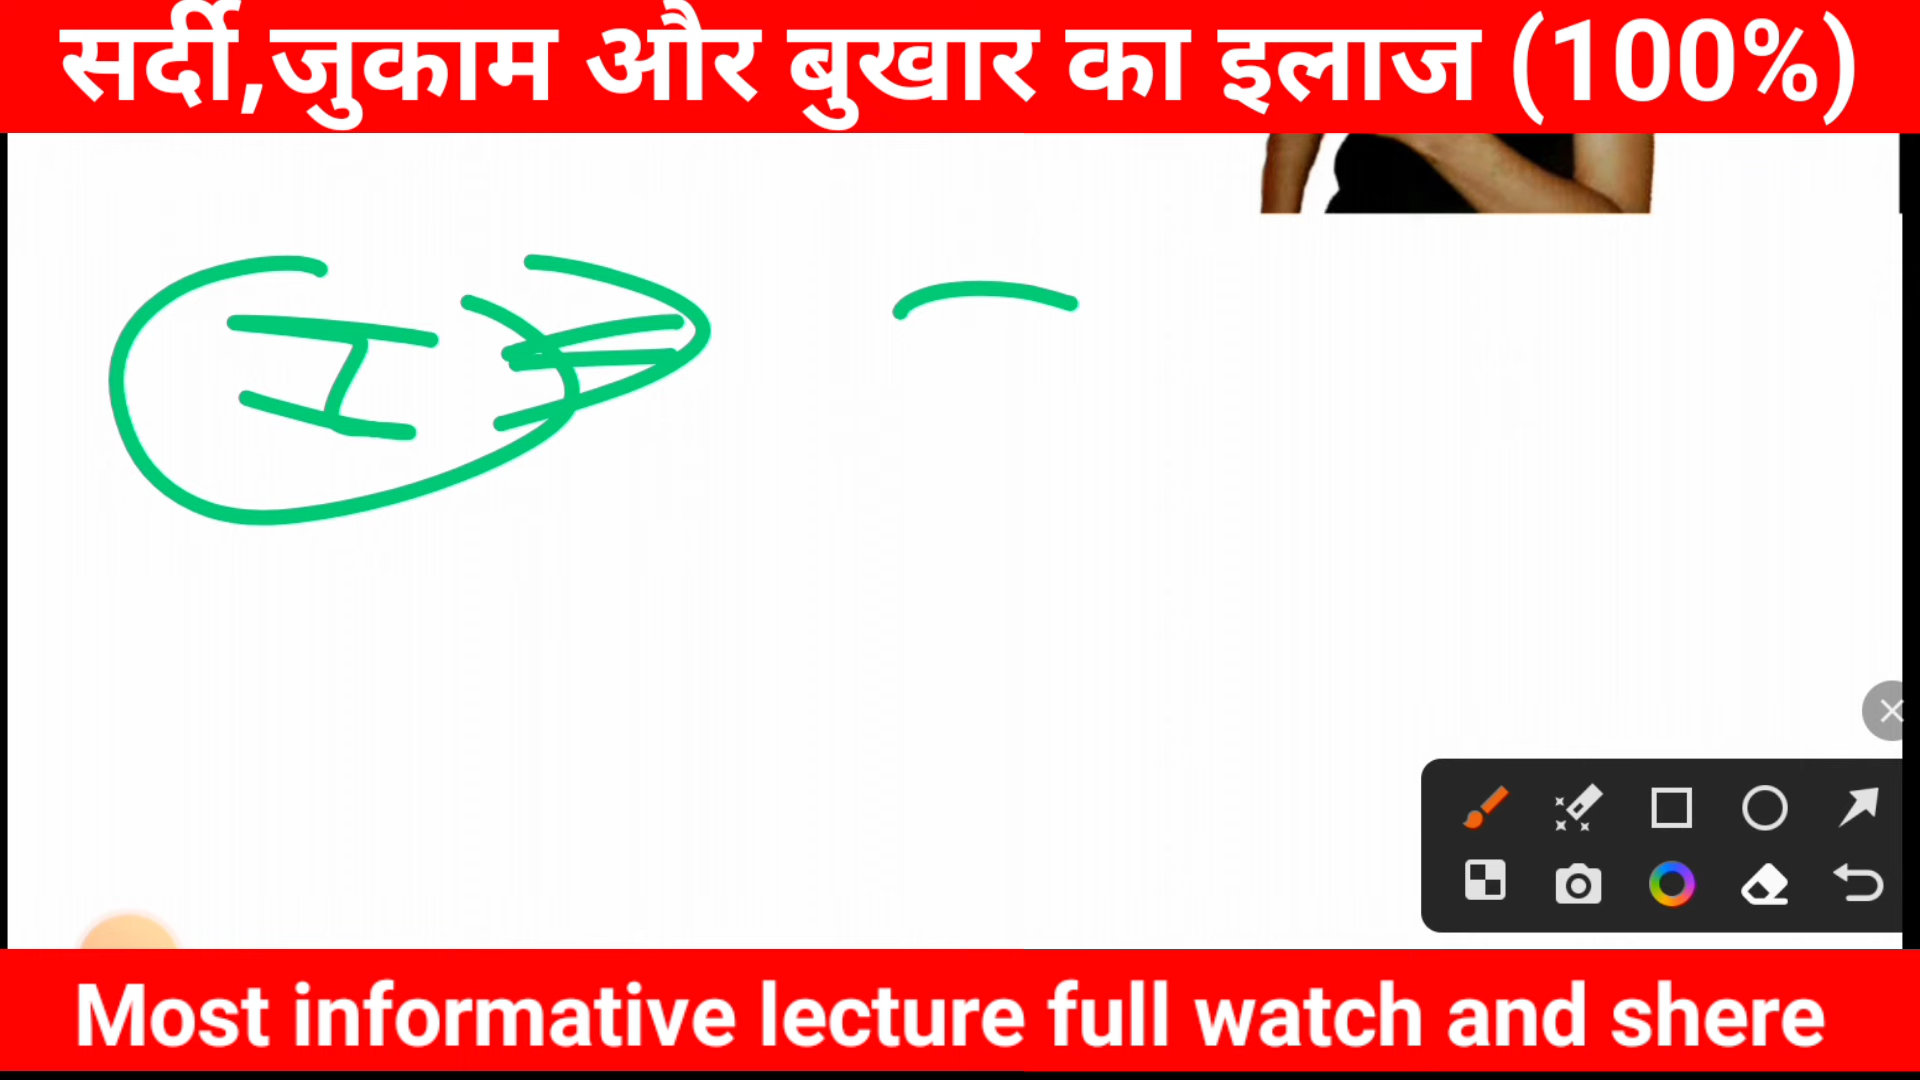 सर्दी,जुकाम और बुखार का इलाज (100%)
I
Most informative lecture full watch and shere